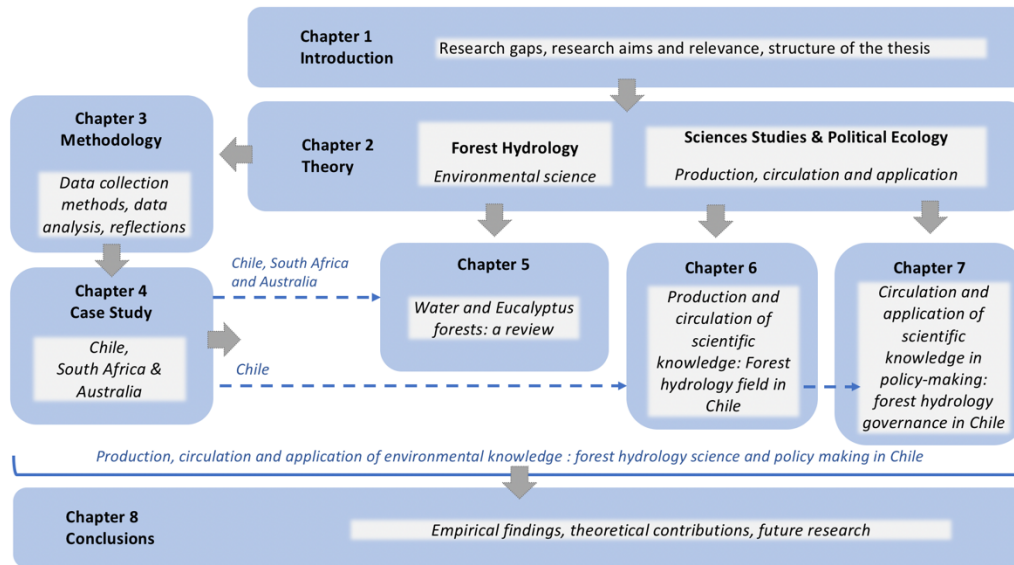 Chapter 1
Introduction
Research gaps, research aims and relevance, structure of the thesis
Chapter 2
Theory
Forest Hydrology
Environmental science
Sciences Studies & Political Ecology
Production, circulation and application
Chapter 3
Methodology
Data collection
methods, data
analysis, reflections
Chapter 4
Case Study
Chile,
South Africa &
Australia
Chile, South Africa
and Australia
Chile
Chapter 5
Water and Eucalyptus
forests: a review
Chapter 6
Production and
circulation of
scientific
knowledge: Forest
hydrology field in
Chile
Chapter 7
Circulation and
application of
scientific
knowledge in
policy-making:
forest hydrology
governance in Chile
Production, circulation and application of environmental knowledge : forest hydrology science and policy making in Chile
Chapter 8
Conclusions
Empirical findings, theoretical contributions, future research